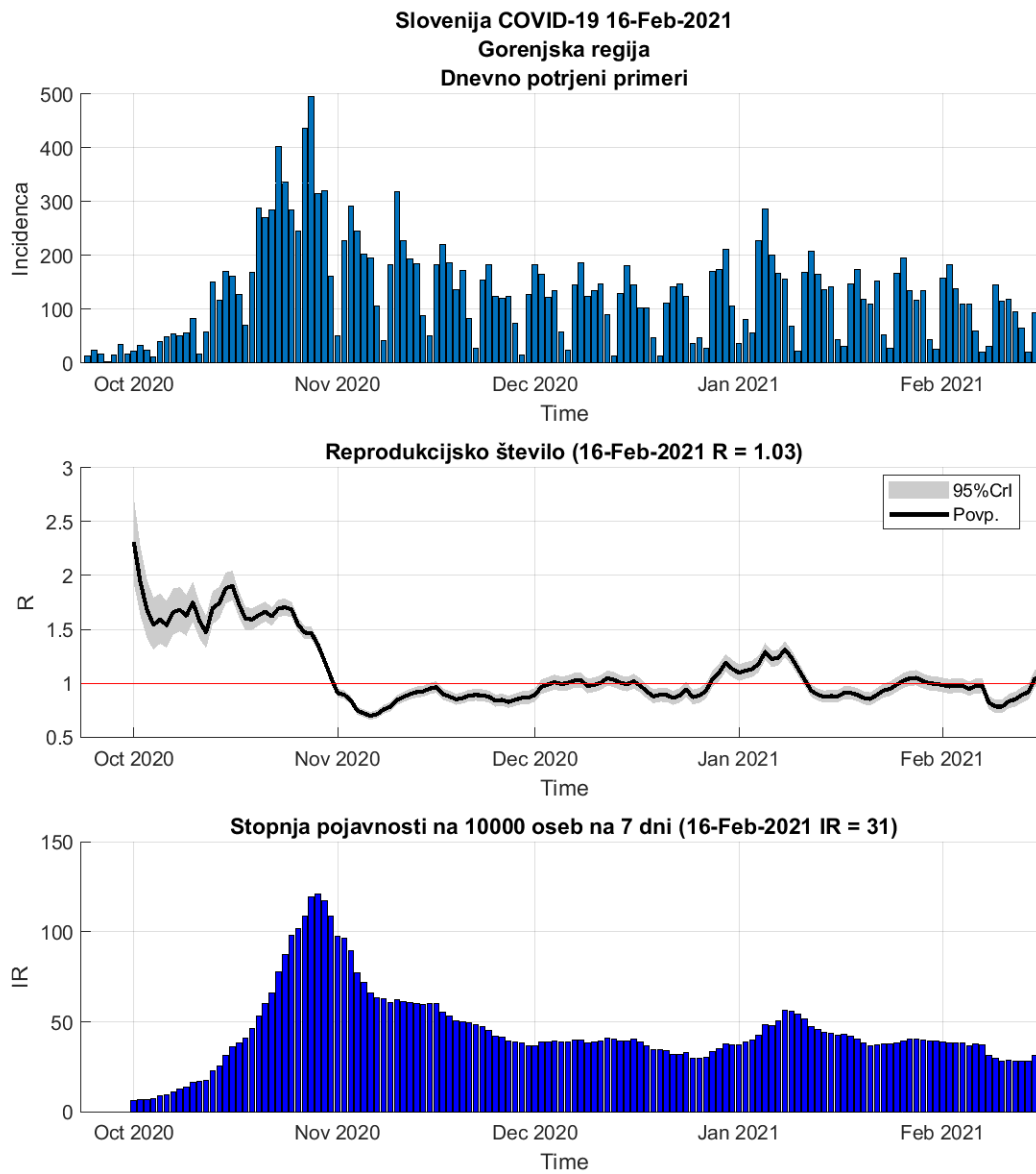 Slovenija COVID-19 16-Feb-2021
Gorenjska regija
Dnevno potrjeni primeri
500
400
300
200
100
0
Incidenca
Oct 2020 Nov 2020 Dec 2020 Jan 2021 Feb 2021
Time
Reprodukcijsko število (16-Feb-2021 R = 1.03)
3
2.5
2
1.5
1
0.5
R
95%CrI
Povp.
Oct 2020 Nov 2020 Dec 2020 Jan 2021 Feb 2021
Time
Stopnja pojavnosti na 10000 oseb na 7 dni (16-Feb-2021 IR = 31)
150
100
50
0
IR
Oct 2020 Nov 2020 Dec 2020 Jan 2021 Feb 2021
Time